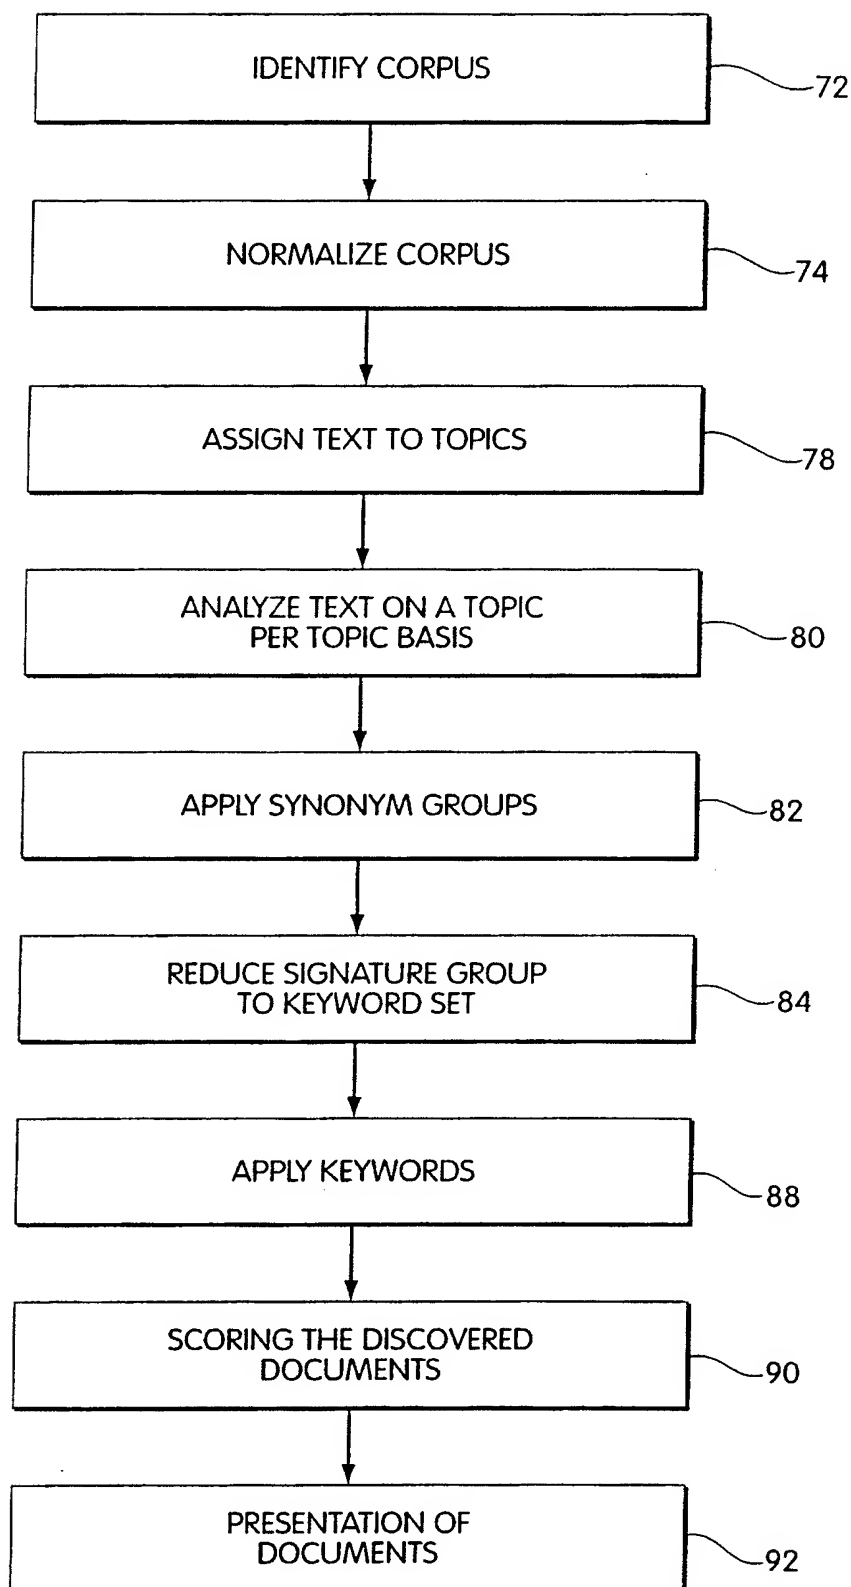 IDENTIFY CORPUS
72
NORMALIZE CORPUS
74
ASSIGN TEXT TO TOPICS
78
ANALYZE TEXT ON A TOPIC
PER TOPIC BASIS
80
APPLY SYNONYM GROUPS
82
REDUCE SIGNATURE GROUP
TO KEYWORD SET
84
APPLY KEYWORDS
88
SCORING THE DISCOVERED
DOCUMENTS
90
PRESENTATION OF
DOCUMENTS
92